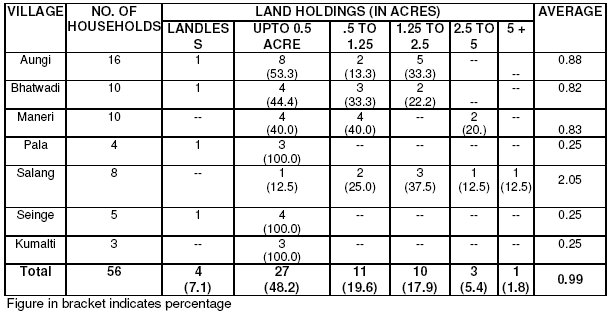 VILLAGE NO. OF HOUSEHOLDS LAND HOLDINGS (IN ACRES) AVERAGE
LANDLES S UPTO 0.5 ACRE .5 TO 1.25 1.25 TO 2.5 2.5 TO 5 5 +
Aungi 16 1 8 (53.3) 2 (13.3) 5 (33.3) -- -- 0.88
Bhatwadi 10 1 4 (44.4) 3 (33.3) 2 (22.2) -- -- 0.82
Maneri 10 -- 4 (40.0) 4 (40.0) -- 2 (20.) -- 0.83
Pala 4 1 3 (100.0) -- -- -- -- 0.25
Salang 8 -- 1 (12.5) 2 (25.0) 3 (37.5) 1 (12.5) 1 (12.5) 2.05
Seinge 5 1 4 (100.0) -- -- -- -- 0.25
Kumalti 3 -- 3 (100.0) -- -- -- -- 0.25
Total 56 4 (7.1) 27 (48.2) 11 (19.6) 10 (17.9) 3 (5.4) 1 (1.8) 0.99
Figure in bracket indicates percentage